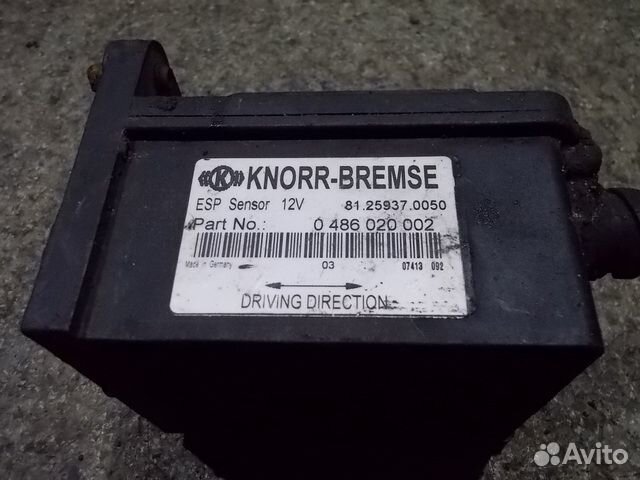 K KNORR-BREMSE
ESP Sensor 12V 81.25937.0050
Part No.: 0 486 020 002
Made in Germany 03 07413 092
DRIVING DIRECTION
Avito